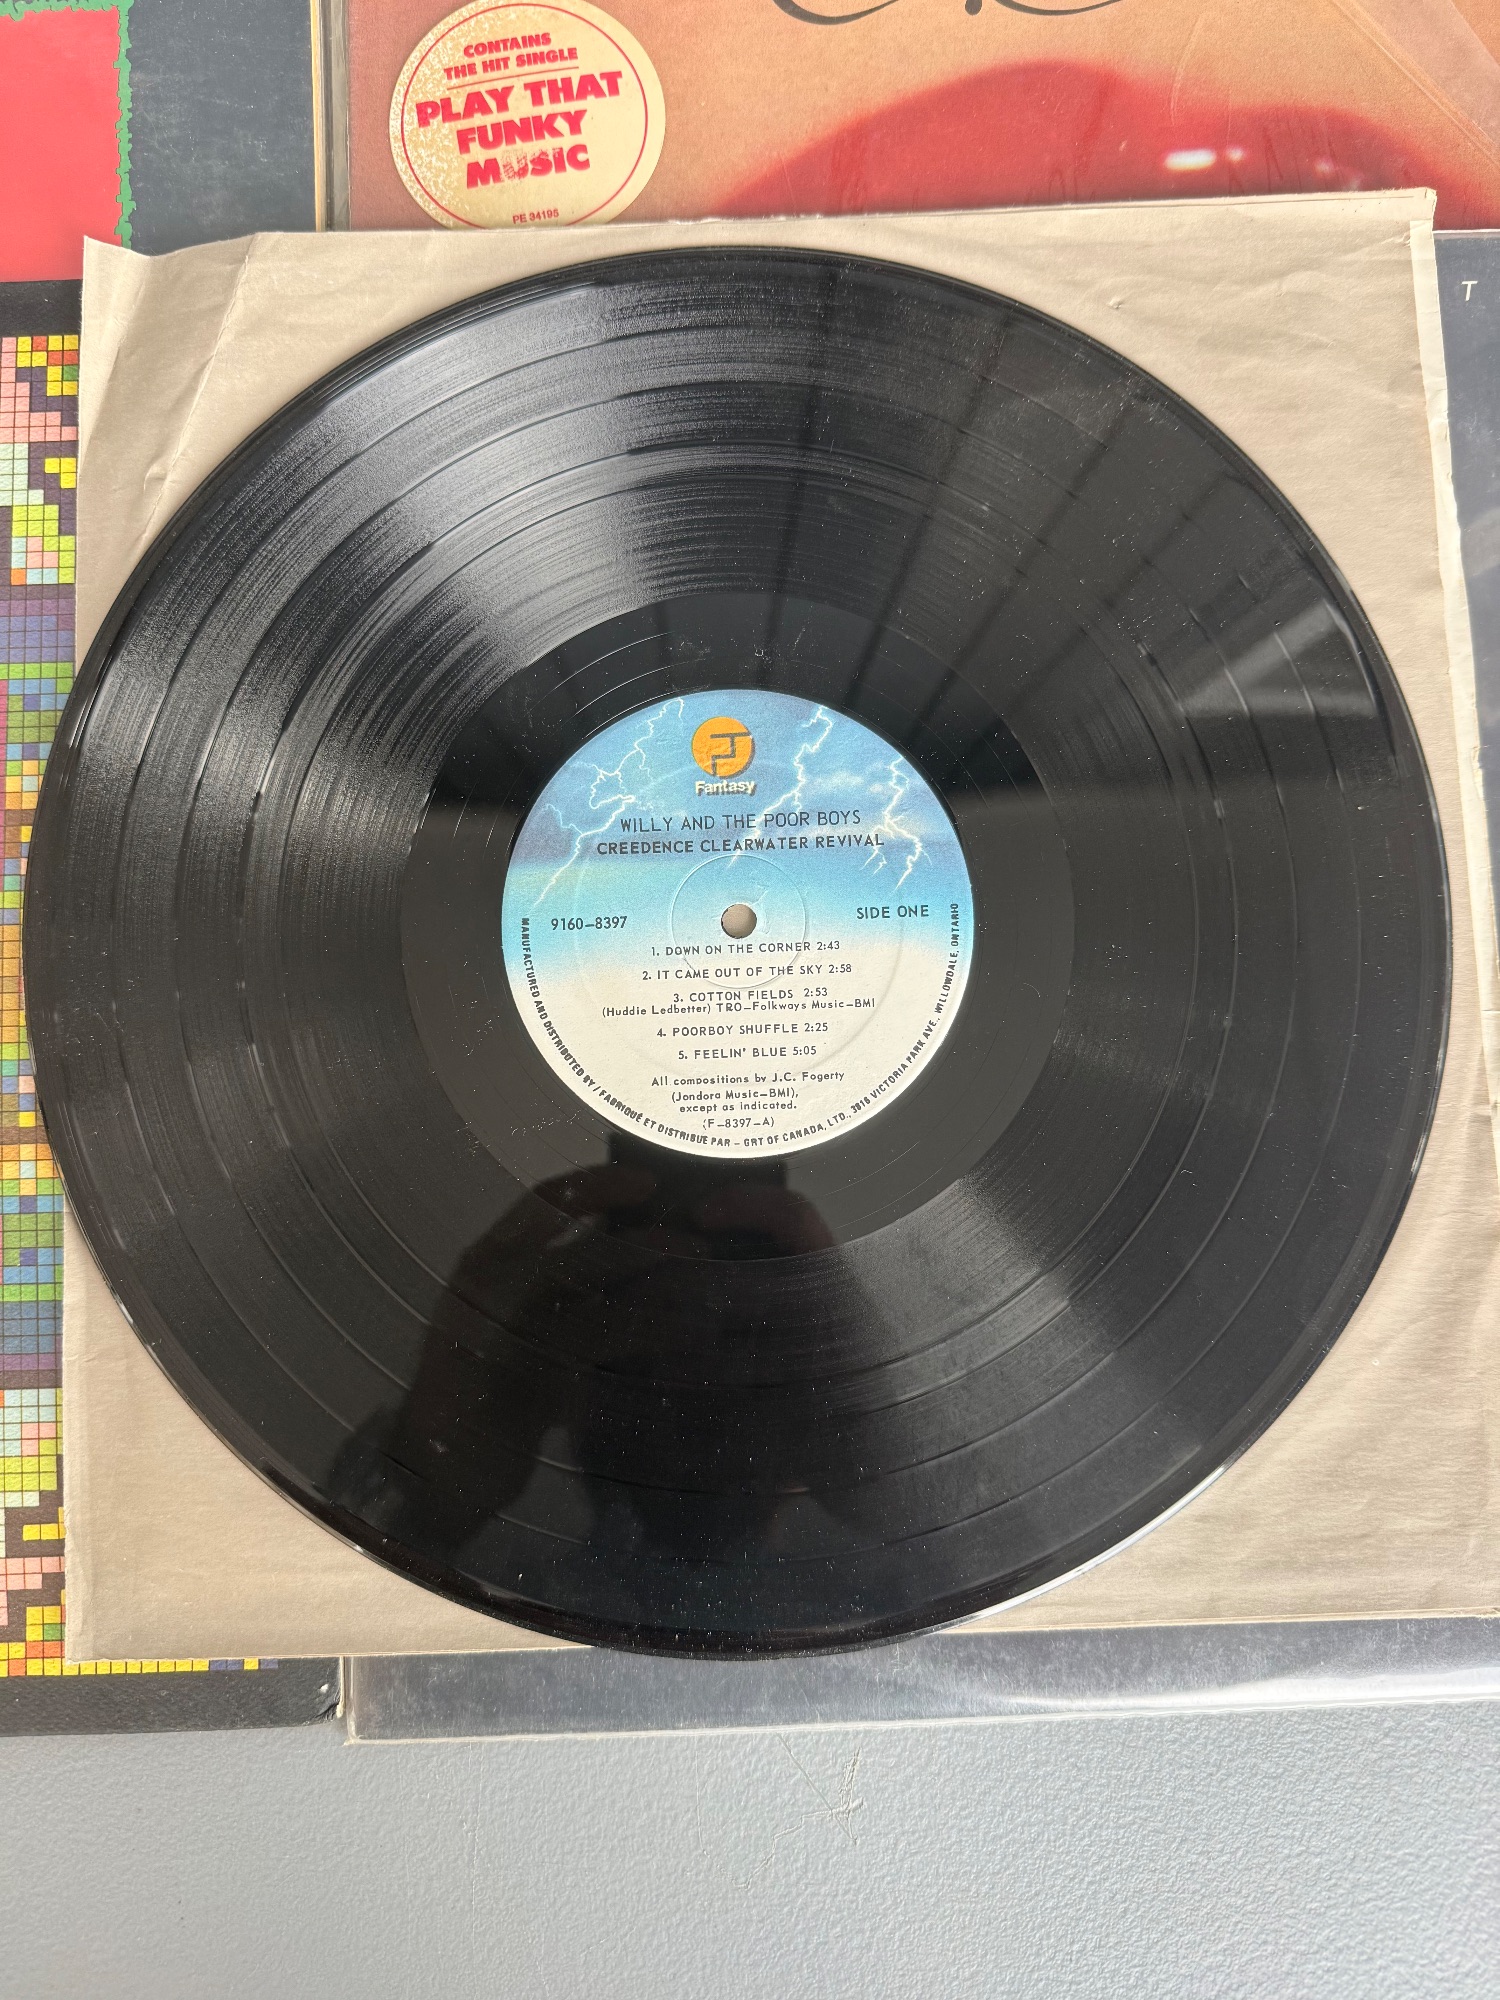 CONTAINS
THE HIT SINGLE
PLAY THAT
FUNKY
MUSIC
PE 34195
T
Fantasy
WILLY AND THE POOR BOYS
CREEDENCE CLEARWATER REVIVAL
9160–8397
SIDE ONE
1. DOWN ON THE CORNER 2:43
2. IT CAME OUT OF THE SKY 2:58
3. COTTON FIELDS 2:53
(Huddie Ledbetter) TRO–Folkways Music–BMI
4. POORBOY SHUFFLE 2:25
5. FEELIN' BLUE 5:05
All compositions by J.C. Fogerty
(Jondora Music–BMI),
except as indicated.
(F–8397–A)
MANUFACTURED AND DISTRIBUTED BY / FABRIQUÉ ET DISTRIBUE PAR – GRT OF CANADA, LTD., 3816 VICTORIA PARK AVE., WILLOWDALE, ONTARIO